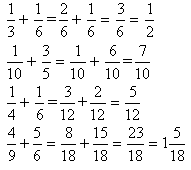 1/3 + 1/6 = 2/6 + 1/6 = 3/6 = 1/2
1/10 + 3/5 = 1/10 + 6/10 = 7/10
1/4 + 1/6 = 3/12 + 2/12 = 5/12
4/9 + 5/6 = 8/18 + 15/18 = 23/18 = 1 5/18